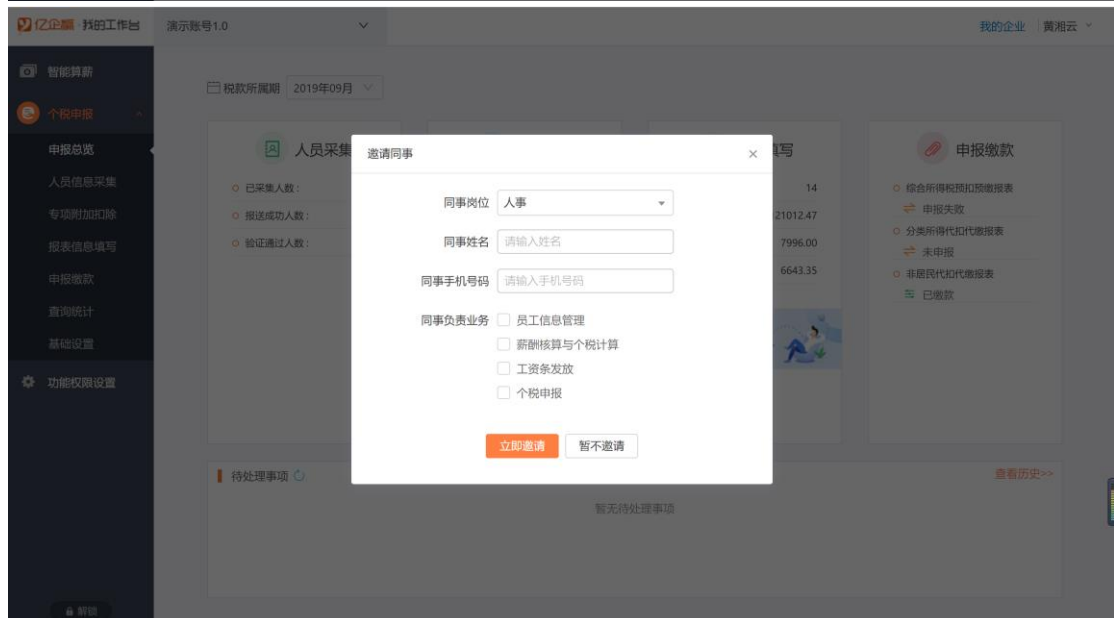 亿企赢·我的工作台
演示账号1.0
我的企业
黄湘云
智能算薪
个税申报
申报总览
人员信息采集
专项附加扣除
报表信息填写
申报缴款
查询统计
基础设置
功能权限设置
解锁
税款所属期 2019年09月
人员采集
已采集人数：
报送成功人数：
验证通过人数：
填写
14
21012.47
7996.00
6643.35
申报缴款
综合所得税预扣预缴报表
申报失败
分类所得代扣代缴报表
未申报
非居民代扣代缴报表
已缴款
邀请同事
同事岗位 人事
同事姓名 请输入姓名
同事手机号码 请输入手机号码
同事负责业务 员工信息管理
薪酬核算与个税计算
工资条发放
个税申报
立即邀请 暂不邀请
待处理事项
查看历史>>
暂无待处理事项